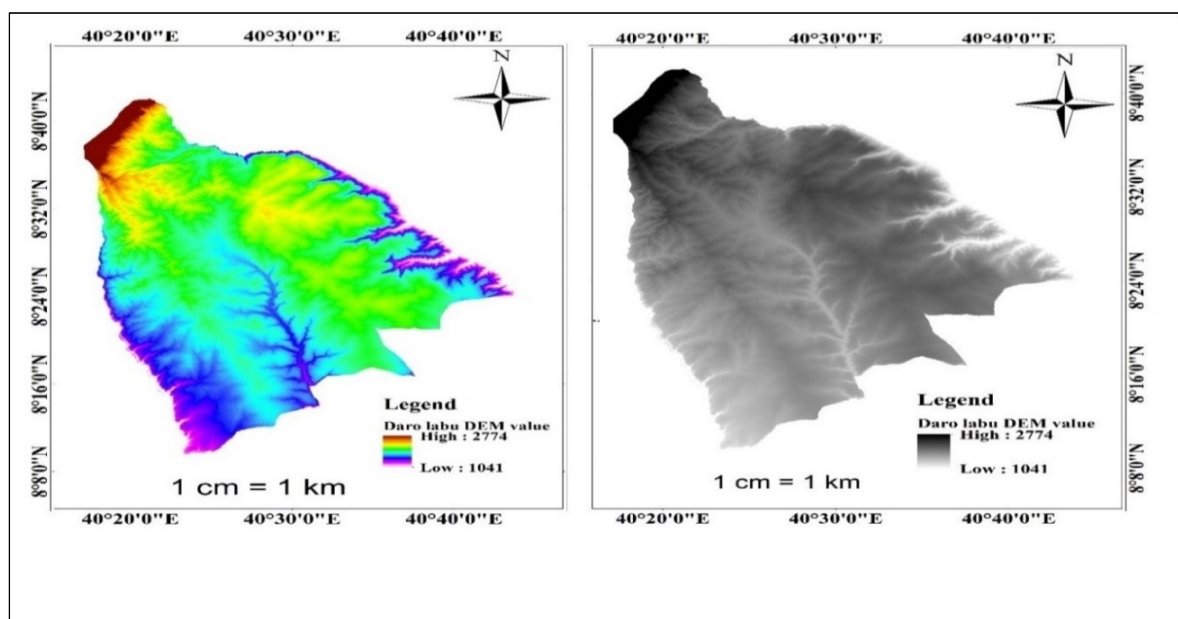 40°20'0"E 40°30'0"E 40°40'0"E
N
8°40'0"N
8°32'0"N
8°24'0"N
8°16'0"N
8°8'0"N
Legend
Daro labu DEM value
High : 2774
Low : 1041
1 cm = 1 km
40°20'0"E 40°30'0"E 40°40'0"E
40°20'0"E 40°30'0"E 40°40'0"E
N
8°40'0"N
8°32'0"N
8°24'0"N
8°16'0"N
8°8'0"N
Legend
Daro labu DEM value
High : 2774
Low : 1041
1 cm = 1 km
40°20'0"E 40°30'0"E 40°40'0"E